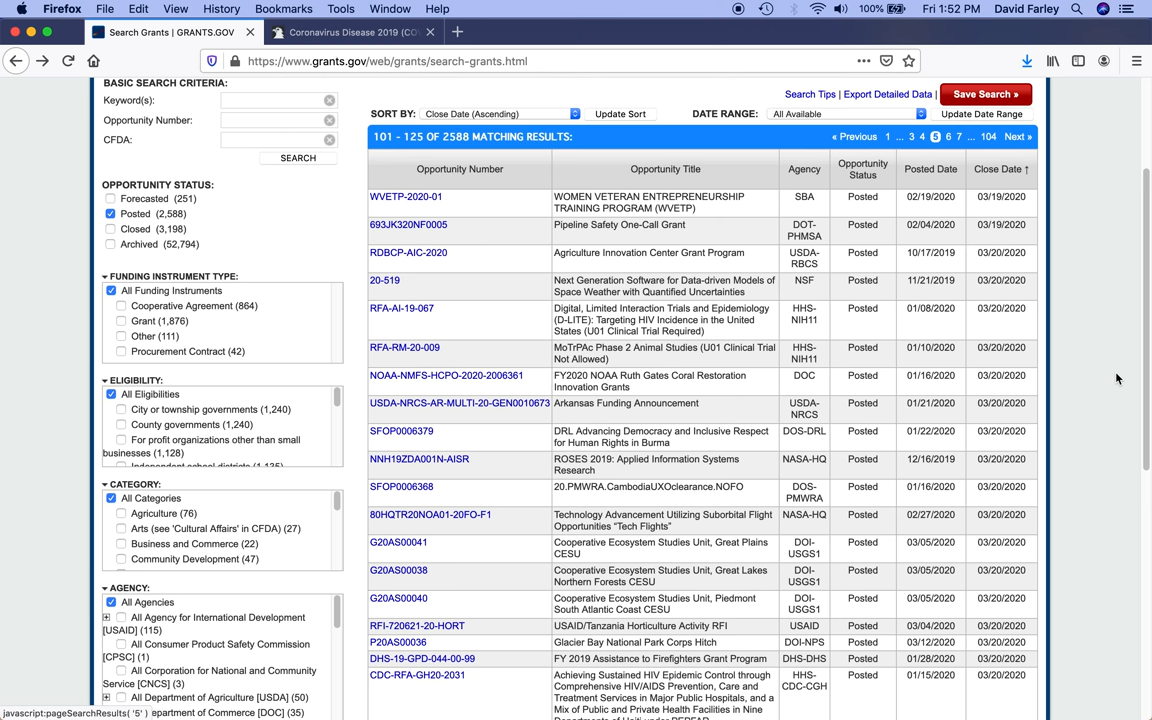 Firefox File Edit View History Bookmarks Tools Window Help 100% Fri 1:52 PM David Farley
Search Grants | GRANTS.GOV
Coronavirus Disease 2019 (CO
https://www.grants.gov/web/grants/search-grants.html
BASIC SEARCH CRITERIA:
Keyword(s):
Opportunity Number:
CFDA:
SEARCH
OPPORTUNITY STATUS:
Forecasted (251)
Posted (2,588)
Closed (3,198)
Archived (52,794)
FUNDING INSTRUMENT TYPE:
All Funding Instruments
Cooperative Agreement (864)
Grant (1,876)
Other (111)
Procurement Contract (42)
ELIGIBILITY:
All Eligibilities
City or township governments (1,240)
County governments (1,240)
For profit organizations other than small
businesses (1,128)
Independent school districts (1,135)
CATEGORY:
All Categories
Agriculture (76)
Arts (see 'Cultural Affairs' in CFDA) (27)
Business and Commerce (22)
Community Development (47)
AGENCY:
All Agencies
All Agency for International Development
[USAID] (115)
All Consumer Product Safety Commission
[CPSC] (1)
All Corporation for National and Community
Service [CNCS] (3)
All Department of Agriculture [USDA] (50)
epartment of Commerce [DOC] (35)
javascript:pageSearchResults( '5' )
Search Tips | Export Detailed Data |
Save Search »
SORT BY: Close Date (Ascending) Update Sort DATE RANGE: All Available Update Date Range
101 - 125 OF 2588 MATCHING RESULTS: « Previous 1 ... 3 4 5 6 7 ... 104 Next »
Opportunity Number Opportunity Title Agency Opportunity Status Posted Date Close Date ↑
WVETP-2020-01 WOMEN VETERAN ENTREPRENEURSHIP TRAINING PROGRAM (WVETP) SBA Posted 02/19/2020 03/19/2020
693JK320NF0005 Pipeline Safety One-Call Grant DOT-PHMSA Posted 02/04/2020 03/19/2020
RDBCP-AIC-2020 Agriculture Innovation Center Grant Program USDA-RBCS Posted 10/17/2019 03/20/2020
20-519 Next Generation Software for Data-driven Models of Space Weather with Quantified Uncertainties NSF Posted 11/21/2019 03/20/2020
RFA-AI-19-067 Digital, Limited Interaction Trials and Epidemiology (D-LITE): Targeting HIV Incidence in the United States (U01 Clinical Trial Required) HHS-NIH11 Posted 01/08/2020 03/20/2020
RFA-RM-20-009 MoTrPAc Phase 2 Animal Studies (U01 Clinical Trial Not Allowed) HHS-NIH11 Posted 01/10/2020 03/20/2020
NOAA-NMFS-HCPO-2020-2006361 FY2020 NOAA Ruth Gates Coral Restoration Innovation Grants DOC Posted 01/16/2020 03/20/2020
USDA-NRCS-AR-MULTI-20-GEN0010673 Arkansas Funding Announcement USDA-NRCS Posted 01/21/2020 03/20/2020
SFOP0006379 DRL Advancing Democracy and Inclusive Respect for Human Rights in Burma DOS-DRL Posted 01/22/2020 03/20/2020
NNH19ZDA001N-AISR ROSES 2019: Applied Information Systems Research NASA-HQ Posted 12/16/2019 03/20/2020
SFOP0006368 20.PMWRA.CambodiaUXOclearance.NOFO DOS-PMWRA Posted 01/16/2020 03/20/2020
80HQTR20NOA01-20FO-F1 Technology Advancement Utilizing Suborbital Flight Opportunities "Tech Flights" NASA-HQ Posted 02/27/2020 03/20/2020
G20AS00041 Cooperative Ecosystem Studies Unit, Great Plains CESU DOI-USGS1 Posted 03/05/2020 03/20/2020
G20AS00038 Cooperative Ecosystem Studies Unit, Great Lakes Northern Forests CESU DOI-USGS1 Posted 03/05/2020 03/20/2020
G20AS00040 Cooperative Ecosystem Studies Unit, Piedmont South Atlantic Coast CESU DOI-USGS1 Posted 03/05/2020 03/20/2020
RFI-720621-20-HORT USAID/Tanzania Horticulture Activity RFI USAID Posted 03/04/2020 03/20/2020
P20AS00036 Glacier Bay National Park Corps Hitch DOI-NPS Posted 03/12/2020 03/20/2020
DHS-19-GPD-044-00-99 FY 2019 Assistance to Firefighters Grant Program DHS-DHS Posted 01/28/2020 03/20/2020
CDC-RFA-GH20-2031 Achieving Sustained HIV Epidemic Control through Comprehensive HIV/AIDS Prevention, Care and Treatment Services in Major Public Hospitals, and a Mix of Public and Private Health Facilities in Nine Departments of Haiti under PEPFAR HHS-CDC-CGH Posted 01/15/2020 03/20/2020